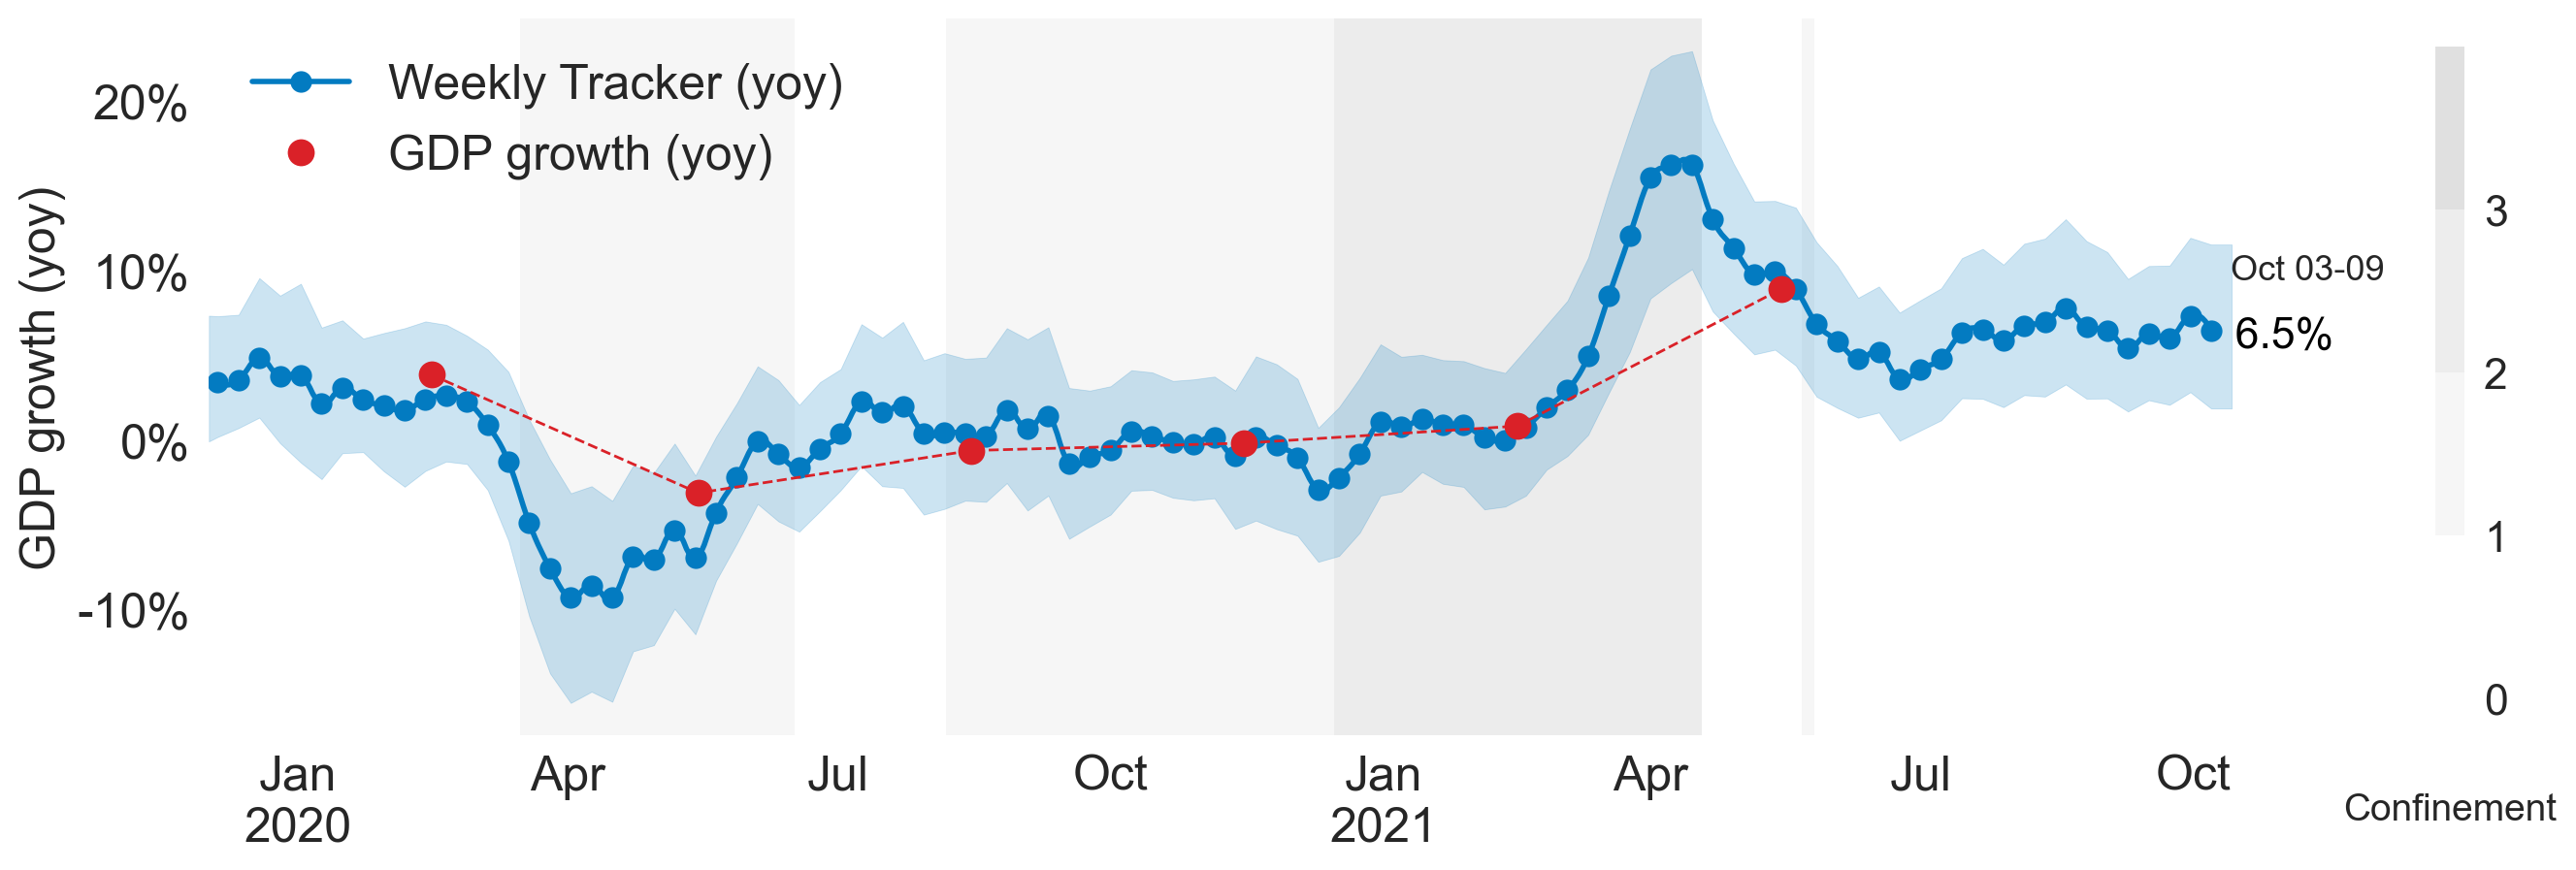 Weekly Tracker (yoy)
GDP growth (yoy)
GDP growth (yoy)
20%
10%
0%
-10%
Jan
2020
Apr
Jul
Oct
Jan
2021
Apr
Jul
Oct
Oct 03-09
6.5%
3
2
1
0
Confinement